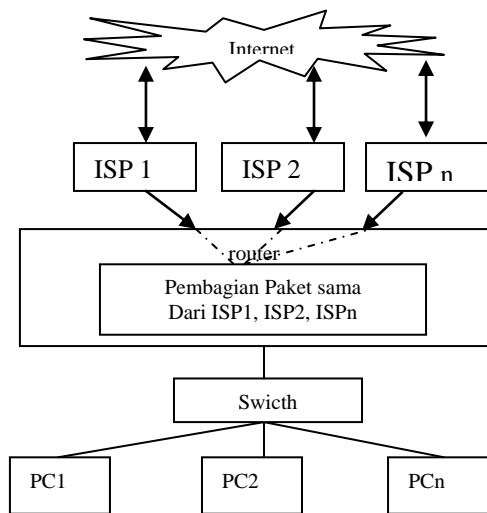 Internet
ISP 1
ISP 2
ISP n
router
Pembagian Paket sama
Dari ISP1, ISP2, ISPn
Swicth
PC1
PC2
PCn